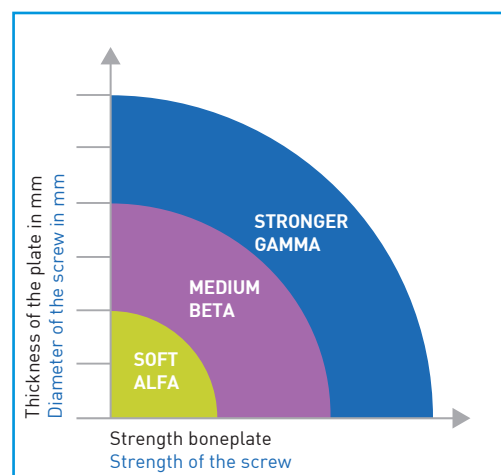 Thickness of the plate in mm
Diameter of the screw in mm
STRONGER
GAMMA
MEDIUM
BETA
SOFT
ALFA
Strength boneplate
Strength of the screw